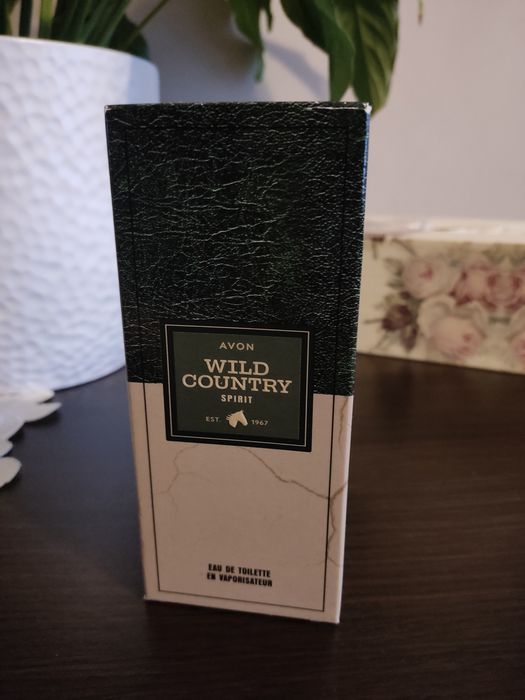 AVON
WILD
COUNTRY
SPIRIT
EST. 1967
EAU DE TOILETTE
EN VAPORISATEUR